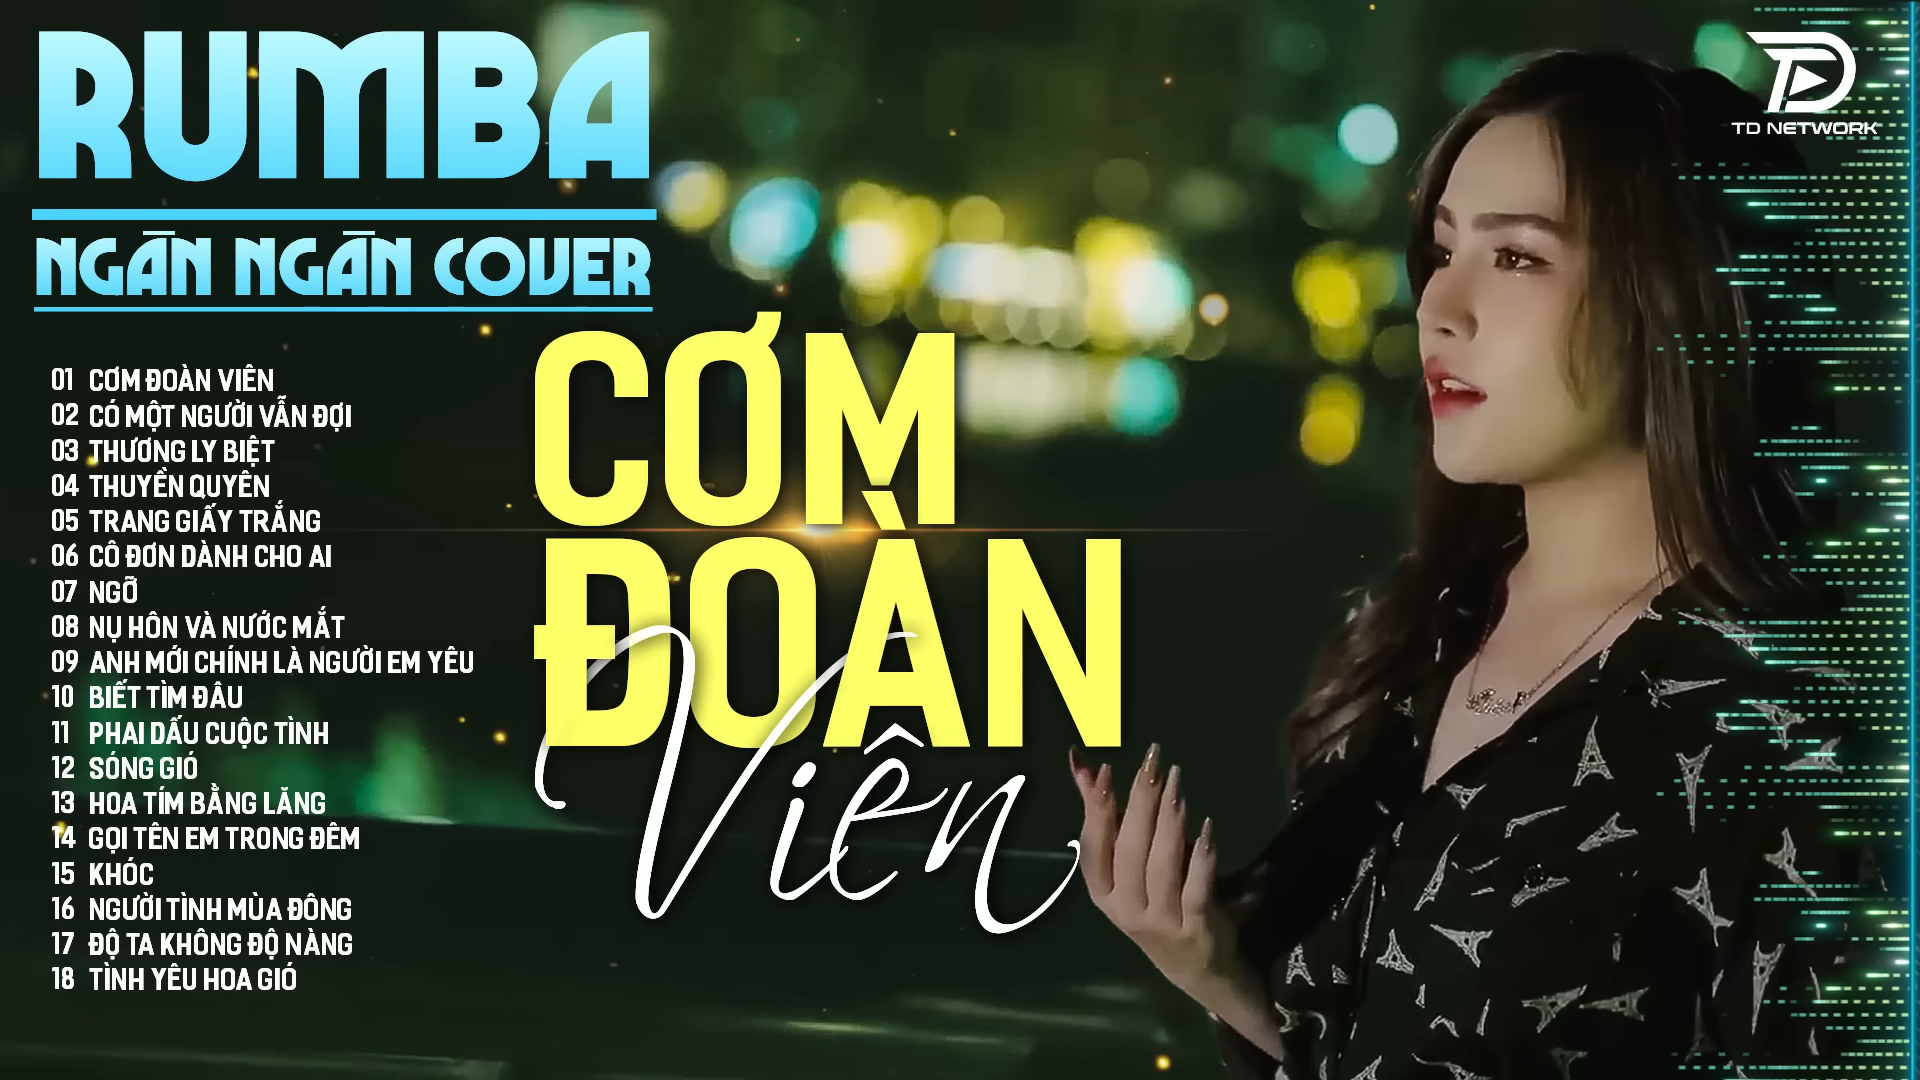 RUMBA
NGÂN NGÂN COVER
TD NETWORK
01 CƠM ĐOÀN VIÊN
02 CÓ MỘT NGƯỜI VẪN ĐỢI
03 THƯƠNG LY BIỆT
04 THUYỀN QUYÊN
05 TRANG GIẤY TRẮNG
06 CÔ ĐƠN DÀNH CHO AI
07 NGỠ
08 NỤ HÔN VÀ NƯỚC MẮT
09 ANH MỚI CHÍNH LÀ NGƯỜI EM YÊU
10 BIẾT TÌM ĐÂU
11 PHAI DẤU CUỘC TÌNH
12 SÓNG GIÓ
13 HOA TÍM BẰNG LĂNG
14 GỌI TÊN EM TRONG ĐÊM
15 KHÓC
16 NGƯỜI TÌNH MÙA ĐÔNG
17 ĐỘ TA KHÔNG ĐỘ NÀNG
18 TÌNH YÊU HOA GIÓ
CƠM
ĐOÀN
Viên